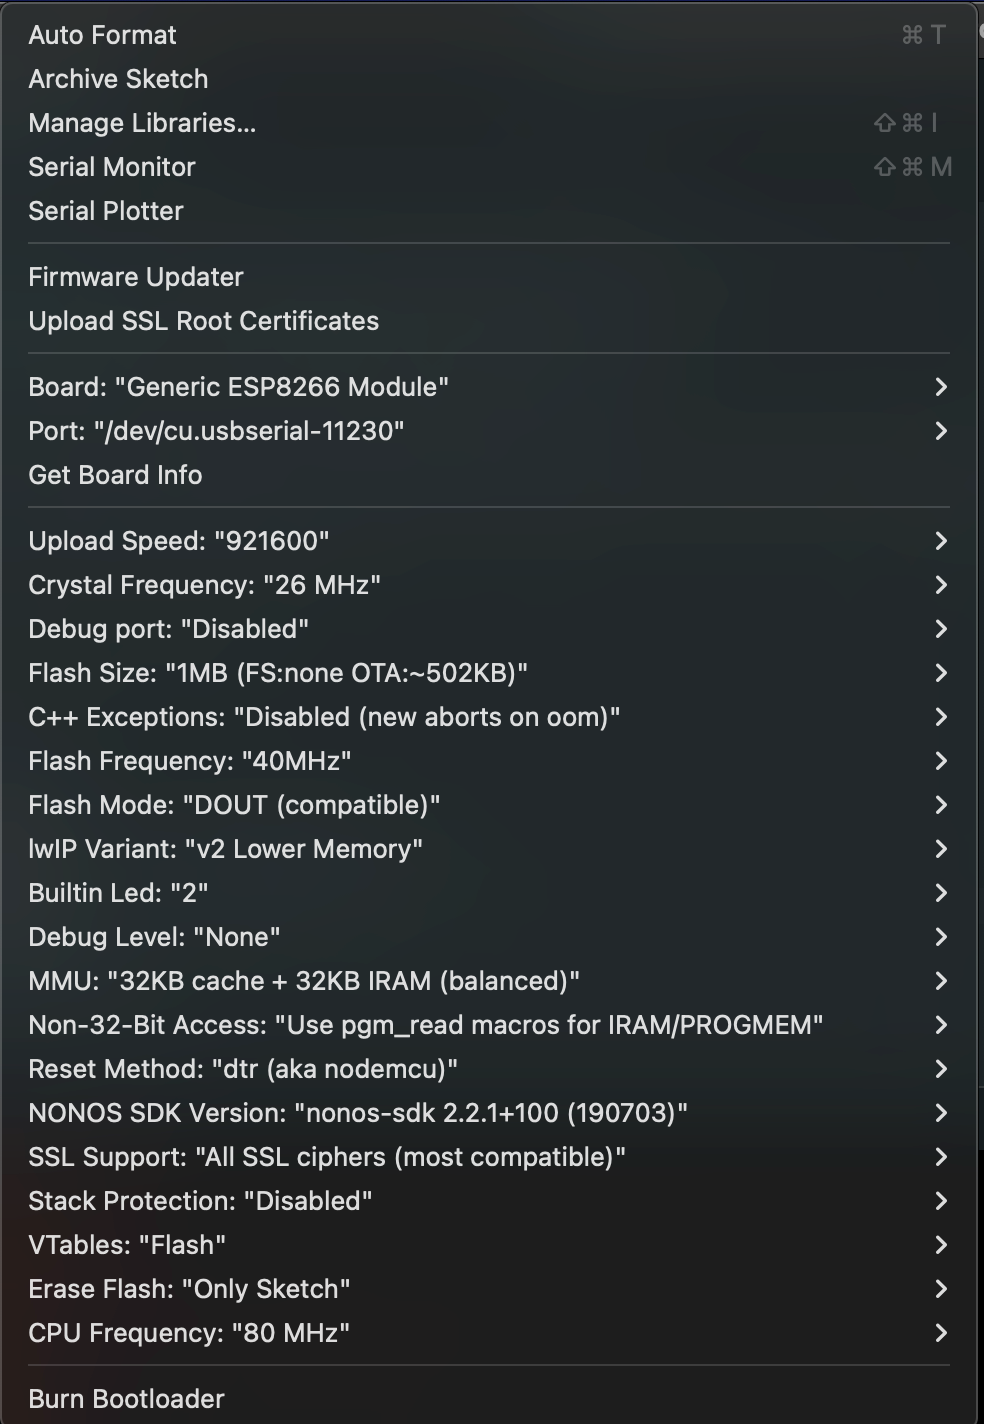 Auto Format ⌘ T
Archive Sketch
Manage Libraries... ⇧ ⌘ I
Serial Monitor ⇧ ⌘ M
Serial Plotter
Firmware Updater
Upload SSL Root Certificates
Board: "Generic ESP8266 Module"
Port: "/dev/cu.usbserial-11230"
Get Board Info
Upload Speed: "921600"
Crystal Frequency: "26 MHz"
Debug port: "Disabled"
Flash Size: "1MB (FS:none OTA:~502KB)"
C++ Exceptions: "Disabled (new aborts on oom)"
Flash Frequency: "40MHz"
Flash Mode: "DOUT (compatible)"
lwIP Variant: "v2 Lower Memory"
Builtin Led: "2"
Debug Level: "None"
MMU: "32KB cache + 32KB IRAM (balanced)"
Non-32-Bit Access: "Use pgm_read macros for IRAM/PROGMEM"
Reset Method: "dtr (aka nodemcu)"
NONOS SDK Version: "nonos-sdk 2.2.1+100 (190703)"
SSL Support: "All SSL ciphers (most compatible)"
Stack Protection: "Disabled"
VTables: "Flash"
Erase Flash: "Only Sketch"
CPU Frequency: "80 MHz"
Burn Bootloader